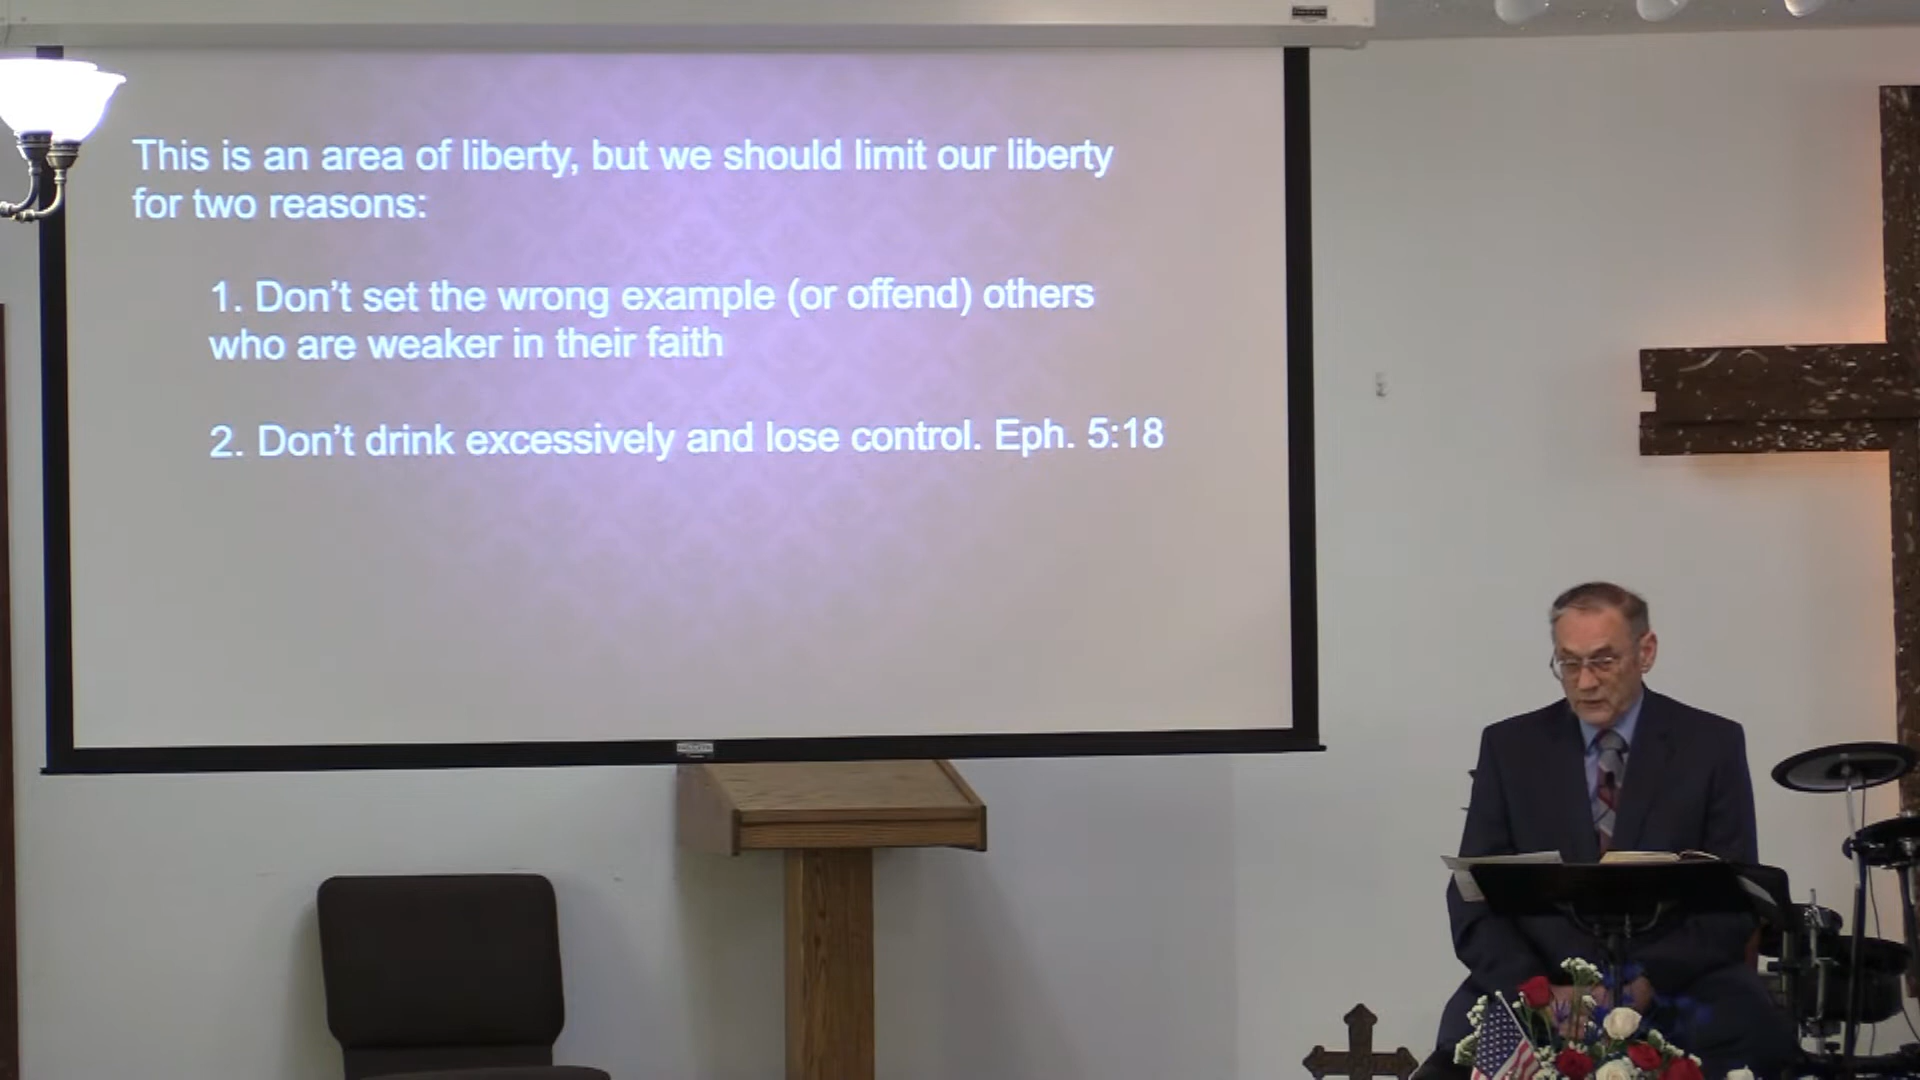 This is an area of liberty, but we should limit our liberty
for two reasons:
1. Don't set the wrong example (or offend) others
who are weaker in their faith
2. Don't drink excessively and lose control. Eph. 5:18